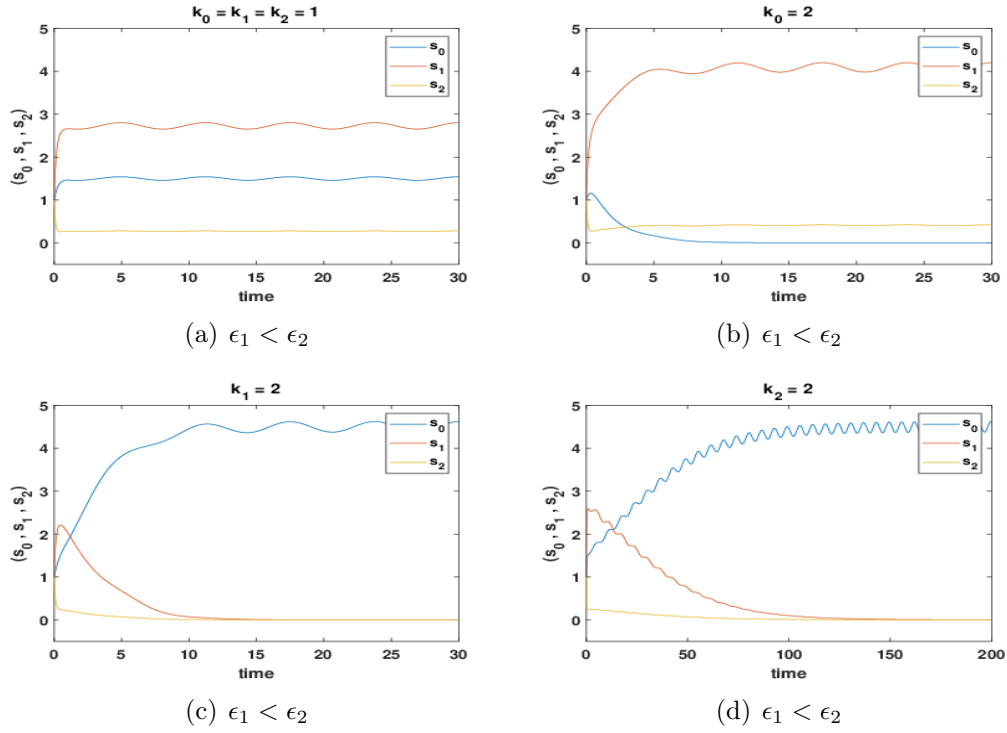 k₀ = k₁ = k₂ = 1
5
4
3
2
1
0
(s₀ , s₁ , s₂)
s₀
s₁
s₂
0 5 10 15 20 25 30
time
(a) ϵ₁ < ϵ₂
k₀ = 2
5
4
3
2
1
0
(s₀ , s₁ , s₂)
s₀
s₁
s₂
0 5 10 15 20 25 30
time
(b) ϵ₁ < ϵ₂
k₁ = 2
5
4
3
2
1
0
(s₀ , s₁ , s₂)
s₀
s₁
s₂
0 5 10 15 20 25 30
time
(c) ϵ₁ < ϵ₂
k₂ = 2
5
4
3
2
1
0
(s₀ , s₁ , s₂)
s₀
s₁
s₂
0 50 100 150 200
time
(d) ϵ₁ < ϵ₂